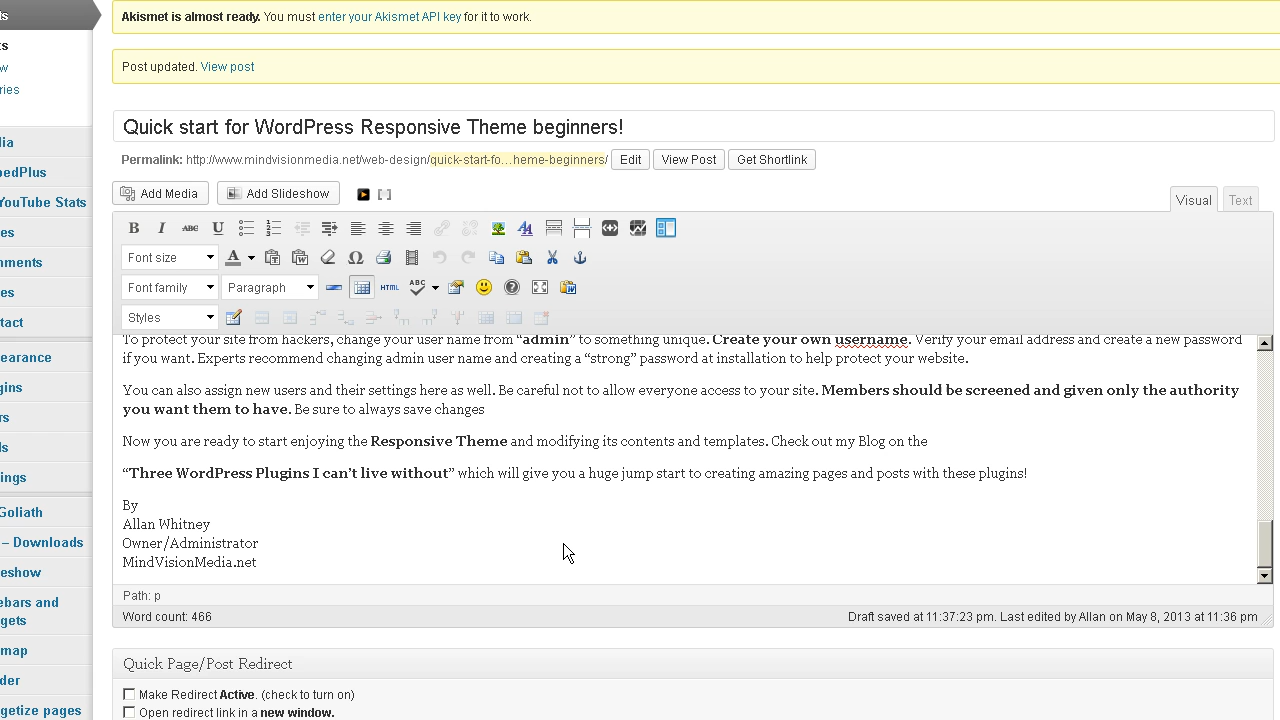 ts
Akismet is almost ready. You must enter your Akismet API key for it to work.
ts
w
ries
Post updated. View post
Quick start for WordPress Responsive Theme beginners!
Permalink: http://www.mindvisionmedia.net/web-design/quick-start-fo...heme-beginners/ Edit View Post Get Shortlink
dia
pedPlus
YouTube Stats
es
nments
es
tact
earance
gins
rs
ls
ings
Goliath
– Downloads
eshow
ebars and
gets
map
der
getize pages
Add Media Add Slideshow [ ] Visual Text
B I ABC U
Font size A Ω
Font family Paragraph HTML ABC
Styles
To protect your site from hackers, change your user name from “admin” to something unique. Create your own username. Verify your email address and create a new password
if you want. Experts recommend changing admin user name and creating a “strong” password at installation to help protect your website.
You can also assign new users and their settings here as well. Be careful not to allow everyone access to your site. Members should be screened and given only the authority
you want them to have. Be sure to always save changes
Now you are ready to start enjoying the Responsive Theme and modifying its contents and templates. Check out my Blog on the
“Three WordPress Plugins I can’t live without” which will give you a huge jump start to creating amazing pages and posts with these plugins!
By
Allan Whitney
Owner/Administrator
MindVisionMedia.net
Path: p
Word count: 466 Draft saved at 11:37:23 pm. Last edited by Allan on May 8, 2013 at 11:36 pm
Quick Page/Post Redirect
Make Redirect Active. (check to turn on)
Open redirect link in a new window.